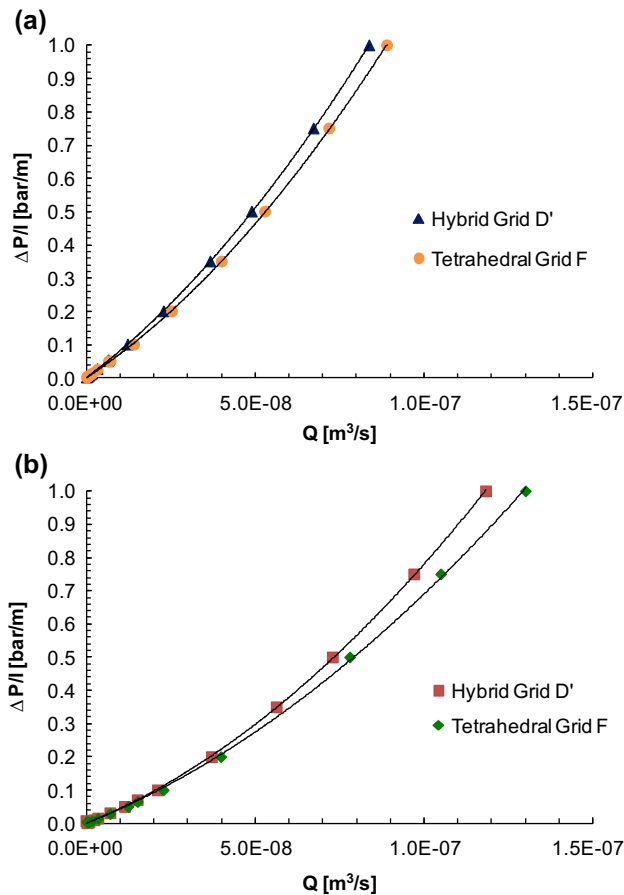 (a)
1.0
0.9
0.8
0.7
0.6
0.5
0.4
0.3
0.2
0.1
0.0
ΔP/l [bar/m]
Hybrid Grid D'
Tetrahedral Grid F
0.0E+00 5.0E-08 1.0E-07 1.5E-07
Q [m³/s]
(b)
1.0
0.9
0.8
0.7
0.6
0.5
0.4
0.3
0.2
0.1
0.0
ΔP/l [bar/m]
Hybrid Grid D'
Tetrahedral Grid F
0.0E+00 5.0E-08 1.0E-07 1.5E-07
Q [m³/s]